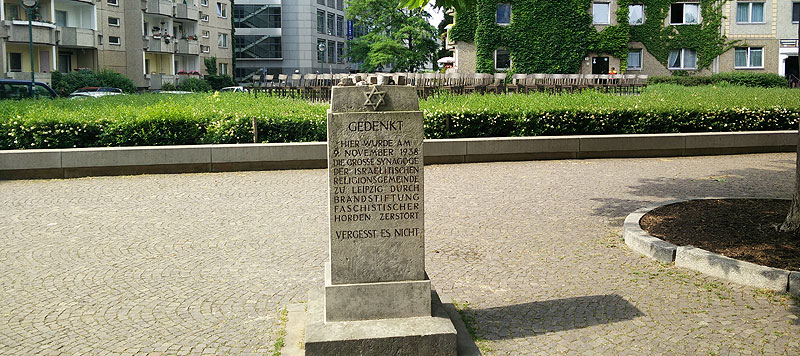 GEDENKT
HIER WURDE AM
9. NOVEMBER 1938
DIE GROSSE SYNAGOGE
DER ISRAELITISCHEN
RELIGIONSGEMEINDE
ZU LEIPZIG DURCH
BRANDSTIFTUNG
FASCHISTISCHER
HORDEN ZERSTÖRT
VERGESST ES NICHT